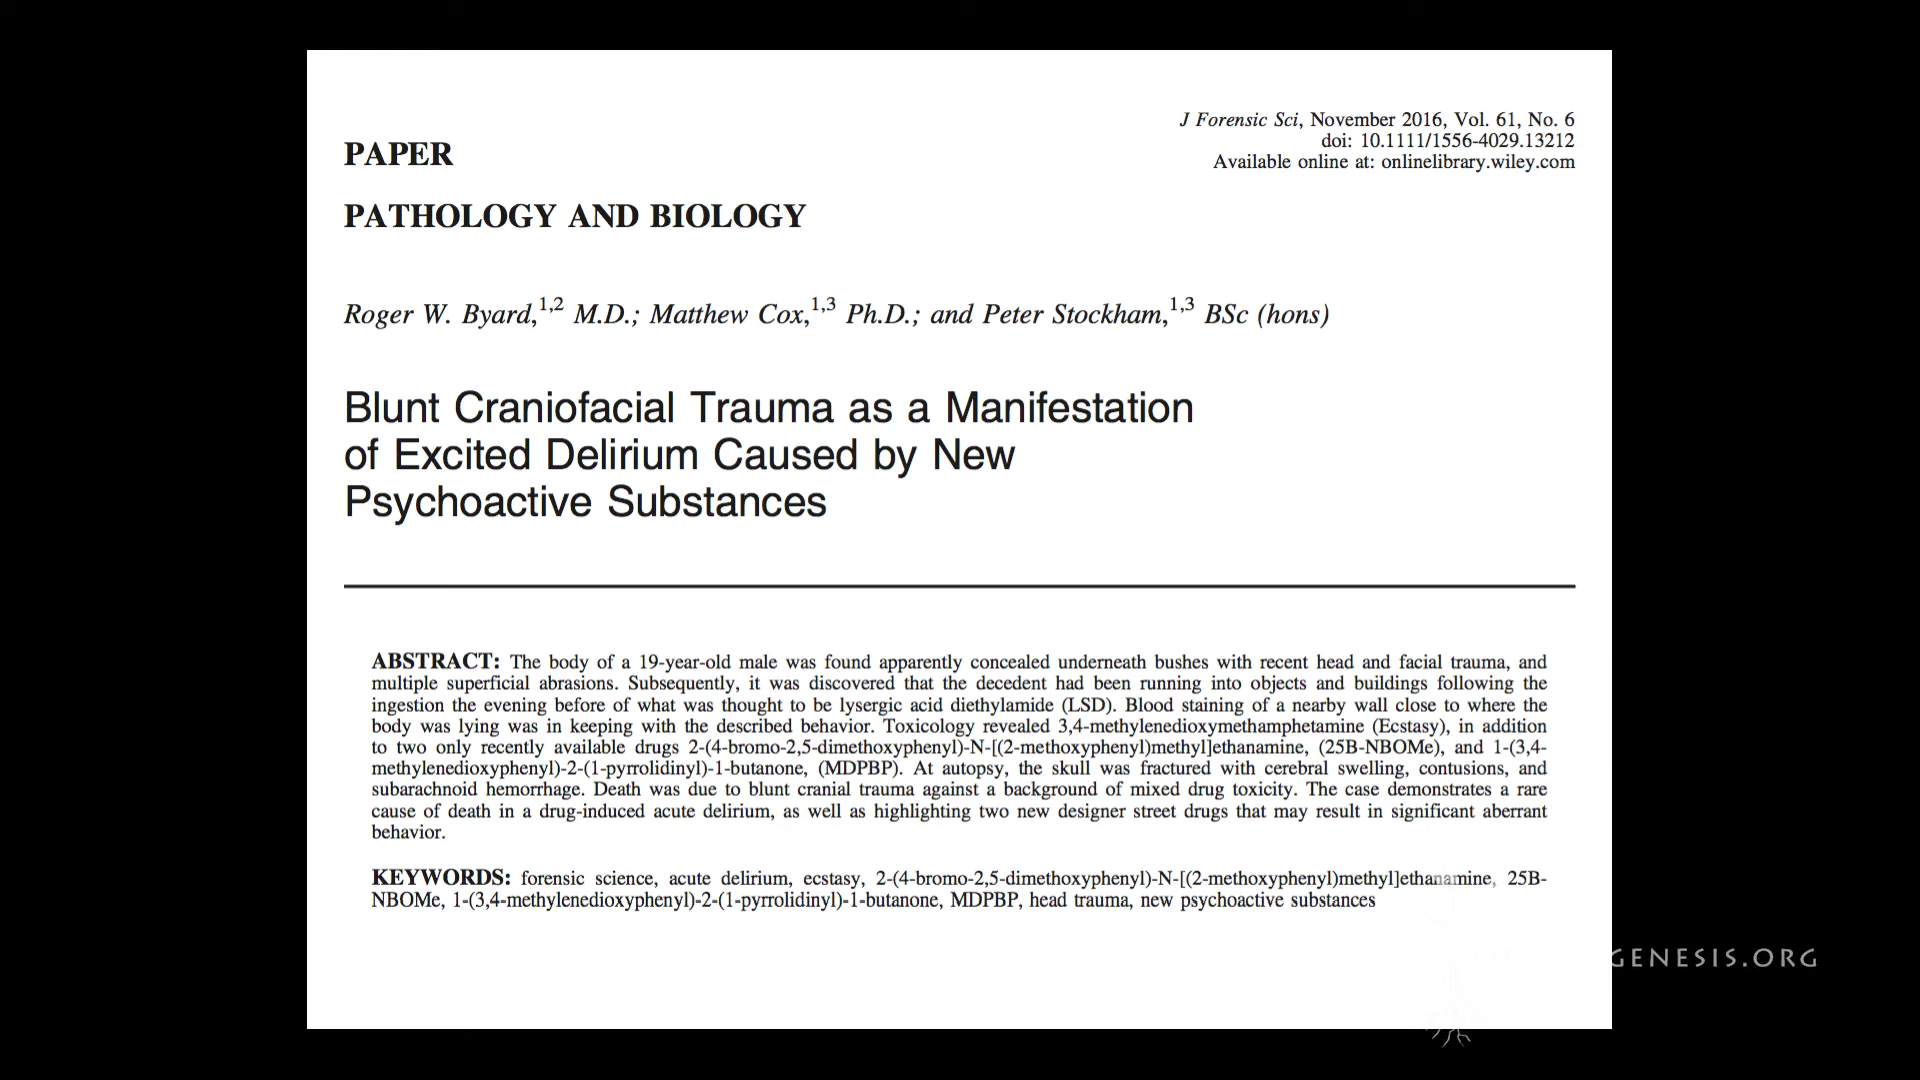 J Forensic Sci, November 2016, Vol. 61, No. 6
doi: 10.1111/1556-4029.13212
Available online at: onlinelibrary.wiley.com
PAPER
PATHOLOGY AND BIOLOGY
Roger W. Byard,1,2 M.D.; Matthew Cox,1,3 Ph.D.; and Peter Stockham,1,3 BSc (hons)
Blunt Craniofacial Trauma as a Manifestation
of Excited Delirium Caused by New
Psychoactive Substances
ABSTRACT: The body of a 19-year-old male was found apparently concealed underneath bushes with recent head and facial trauma, and
multiple superficial abrasions. Subsequently, it was discovered that the decedent had been running into objects and buildings following the
ingestion the evening before of what was thought to be lysergic acid diethylamide (LSD). Blood staining of a nearby wall close to where the
body was lying was in keeping with the described behavior. Toxicology revealed 3,4-methylenedioxymethamphetamine (Ecstasy), in addition
to two only recently available drugs 2-(4-bromo-2,5-dimethoxyphenyl)-N-[(2-methoxyphenyl)methyl]ethanamine, (25B-NBOMe), and 1-(3,4-
methylenedioxyphenyl)-2-(1-pyrrolidinyl)-1-butanone, (MDPBP). At autopsy, the skull was fractured with cerebral swelling, contusions, and
subarachnoid hemorrhage. Death was due to blunt cranial trauma against a background of mixed drug toxicity. The case demonstrates a rare
cause of death in a drug-induced acute delirium, as well as highlighting two new designer street drugs that may result in significant aberrant
behavior.
KEYWORDS: forensic science, acute delirium, ecstasy, 2-(4-bromo-2,5-dimethoxyphenyl)-N-[(2-methoxyphenyl)methyl]ethanamine, 25B-
NBOMe, 1-(3,4-methylenedioxyphenyl)-2-(1-pyrrolidinyl)-1-butanone, MDPBP, head trauma, new psychoactive substances
GENESIS.ORG